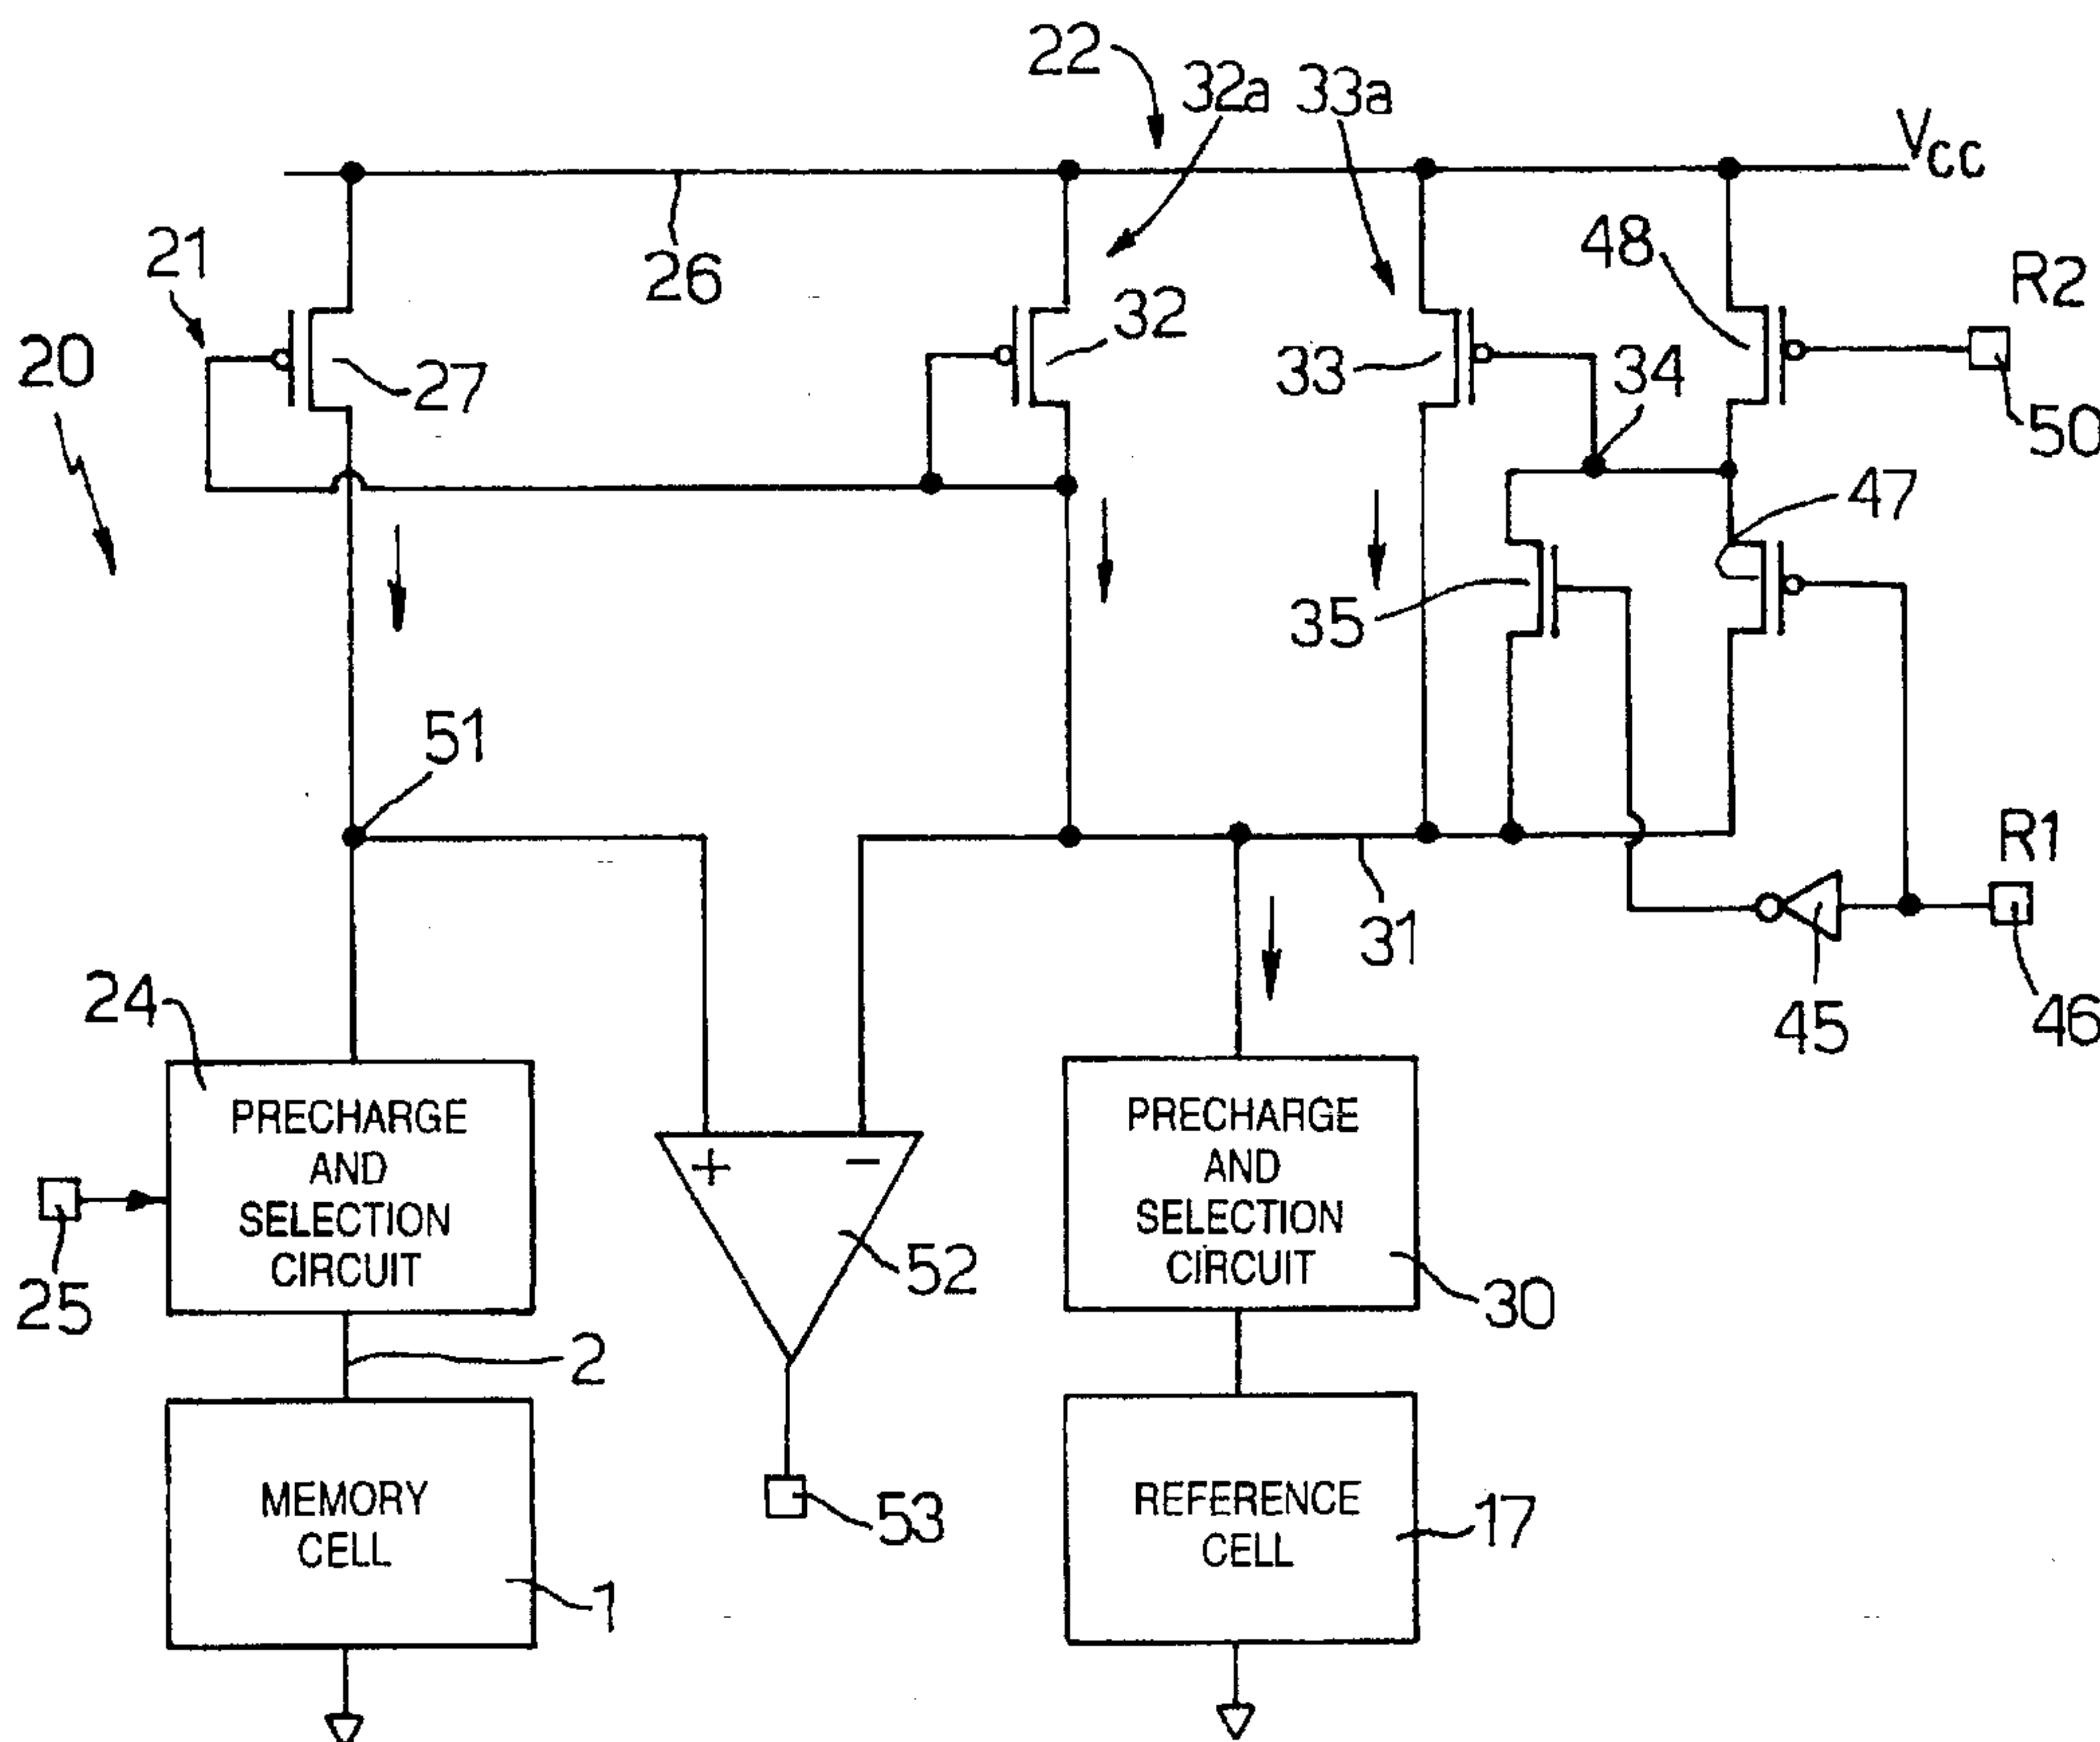 22
32a
33a
Vcc
21
26
48
R2
20
27
32
33
34
50
47
35
51
R1
31
24
45
46
PRECHARGE
AND
SELECTION
CIRCUIT
+
−
PRECHARGE
AND
SELECTION
CIRCUIT
25
52
30
2
MEMORY
CELL
53
REFERENCE
CELL
17
1